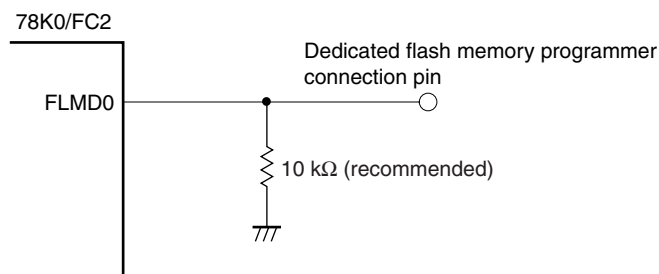 78K0/FC2
Dedicated flash memory programmer
connection pin
FLMD0
10 kΩ (recommended)